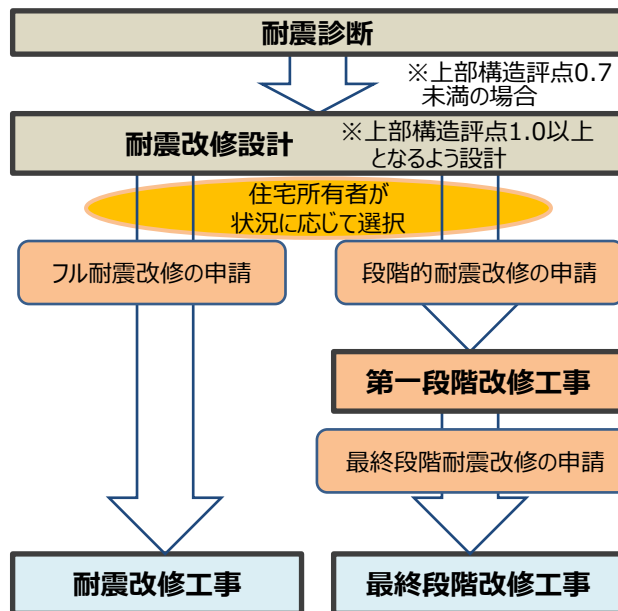 耐震診断
※上部構造評点0.7
未満の場合
耐震改修設計
※上部構造評点1.0以上
となるよう設計
住宅所有者が
状況に応じて選択
フル耐震改修の申請
段階的耐震改修の申請
第一段階改修工事
最終段階耐震改修の申請
耐震改修工事
最終段階改修工事